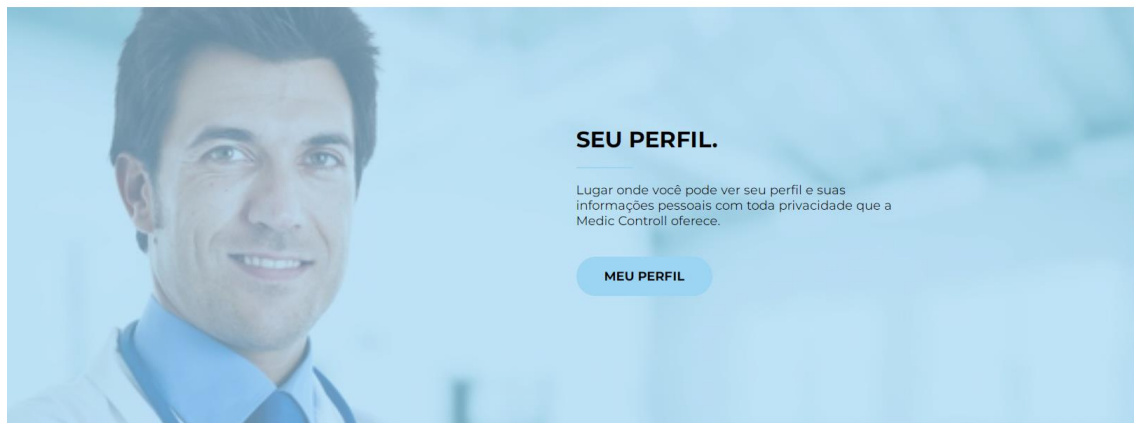 SEU PERFIL.
Lugar onde você pode ver seu perfil e suas
informações pessoais com toda privacidade que a
Medic Controll oferece.
MEU PERFIL